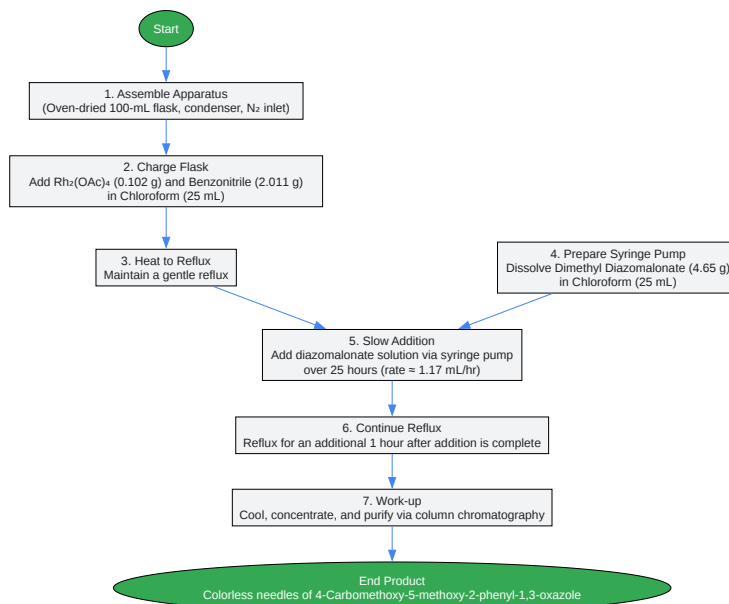 Start
1. Assemble Apparatus
(Oven-dried 100-mL flask, condenser, N₂ inlet)
2. Charge Flask
Add Rh₂(OAc)₄ (0.102 g) and Benzonitrile (2.011 g)
in Chloroform (25 mL)
3. Heat to Reflux
Maintain a gentle reflux
4. Prepare Syringe Pump
Dissolve Dimethyl Diazomalonate (4.65 g)
in Chloroform (25 mL)
5. Slow Addition
Add diazomalonate solution via syringe pump
over 25 hours (rate ≈ 1.17 mL/hr)
6. Continue Reflux
Reflux for an additional 1 hour after addition is complete
7. Work-up
Cool, concentrate, and purify via column chromatography
End Product
Colorless needles of 4-Carbomethoxy-5-methoxy-2-phenyl-1,3-oxazole